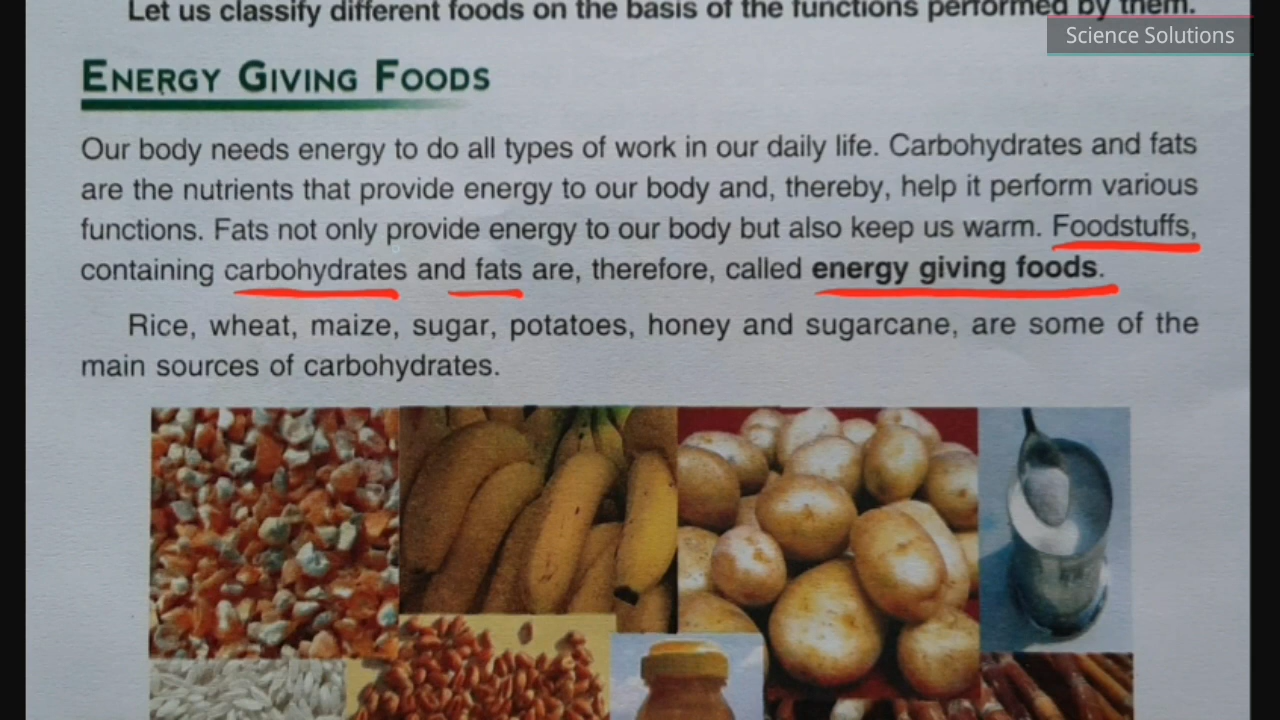 Let us classify different foods on the basis of the functions performed by them.
Science Solutions
ENERGY GIVING FOODS
Our body needs energy to do all types of work in our daily life. Carbohydrates and fats
are the nutrients that provide energy to our body and, thereby, help it perform various
functions. Fats not only provide energy to our body but also keep us warm. Foodstuffs,
containing carbohydrates and fats are, therefore, called energy giving foods.
Rice, wheat, maize, sugar, potatoes, honey and sugarcane, are some of the
main sources of carbohydrates.